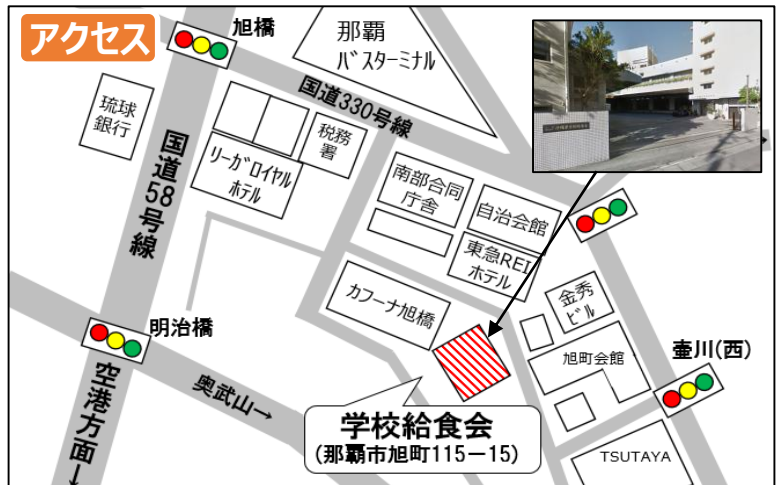 アクセス
旭橋
那覇
バスターミナル
国道330号線
琉球
銀行
国道58号線
税務
署
リーガロイヤル
ホテル
南部合同
庁舎
自治会館
東急REI
ホテル
カフーナ旭橋
金秀
ビル
明治橋
旭町会館
壷川(西)
空港方面→
奥武山→
学校給食会
(那覇市旭町115－15)
TSUTAYA